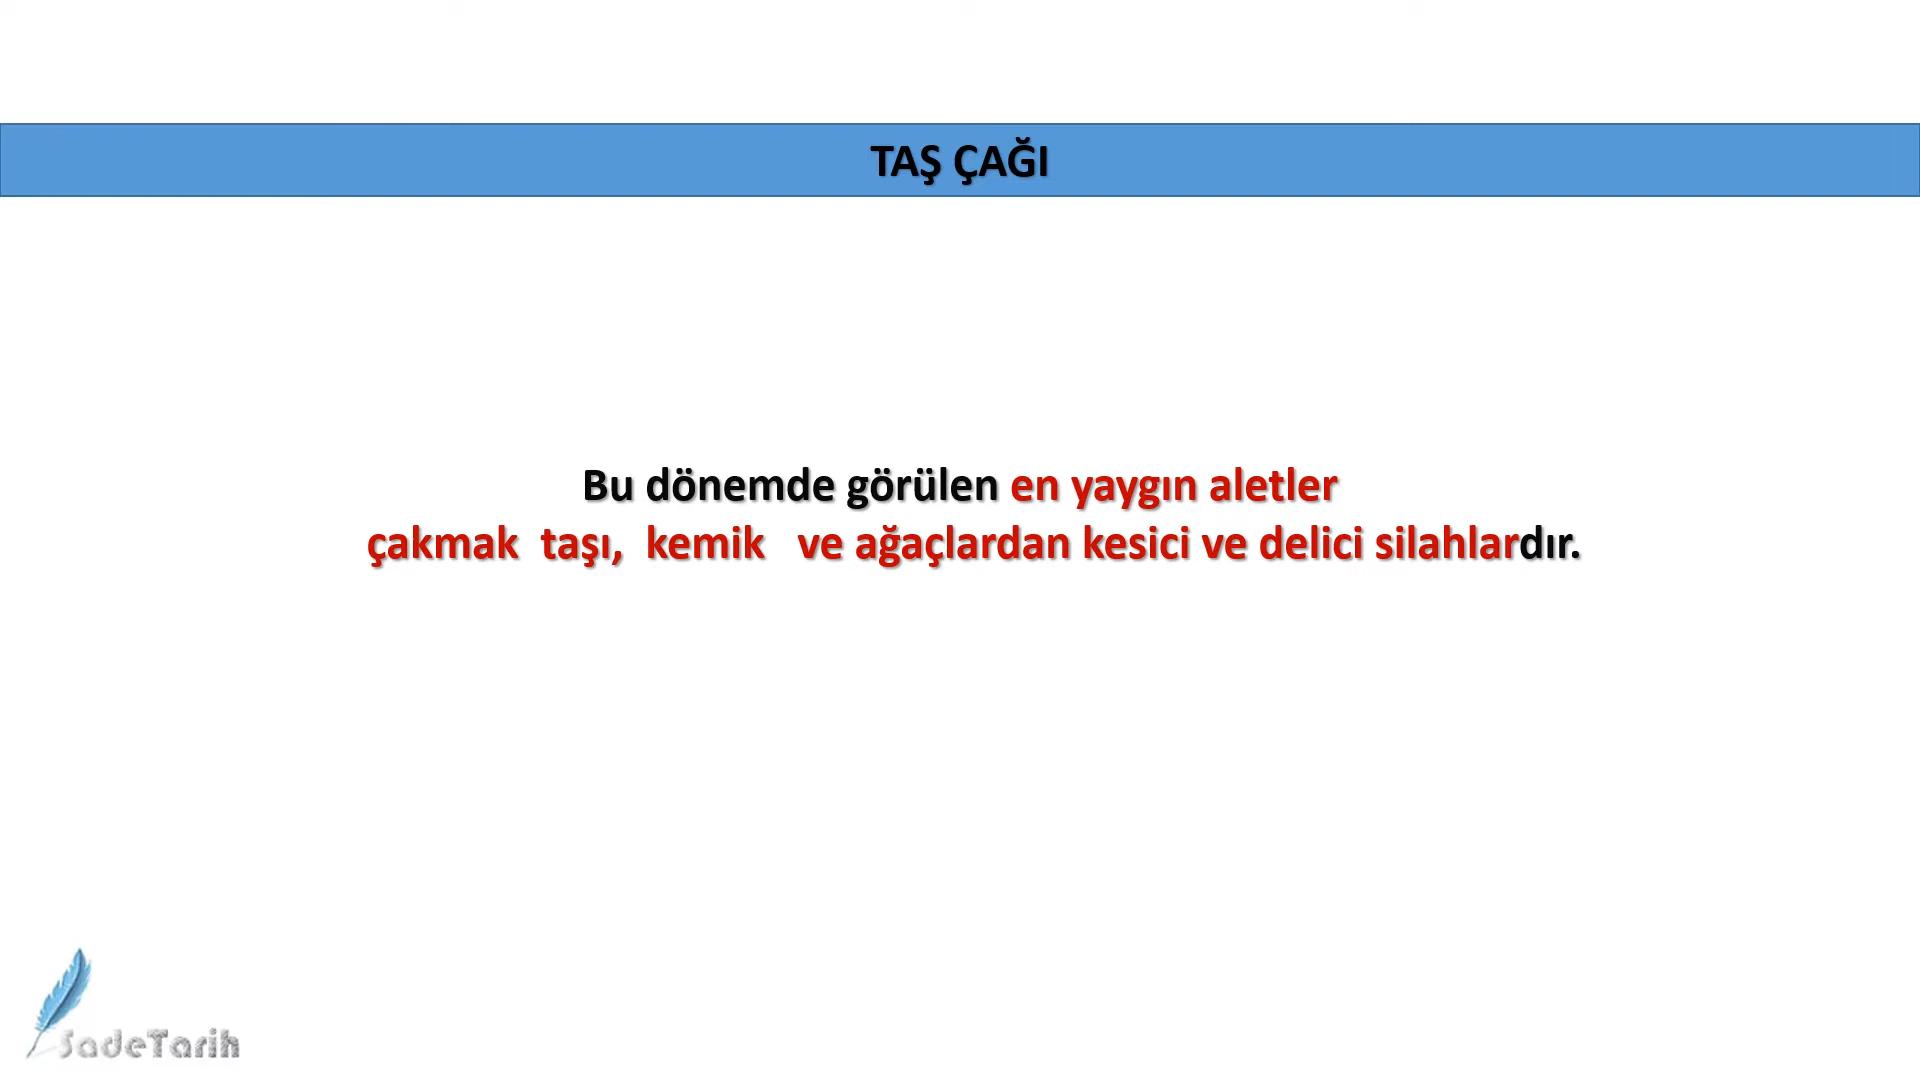 TAŞ ÇAĞI
Bu dönemde görülen en yaygın aletler
çakmak taşı, kemik ve ağaçlardan kesici ve delici silahlardır.
SadeTarih